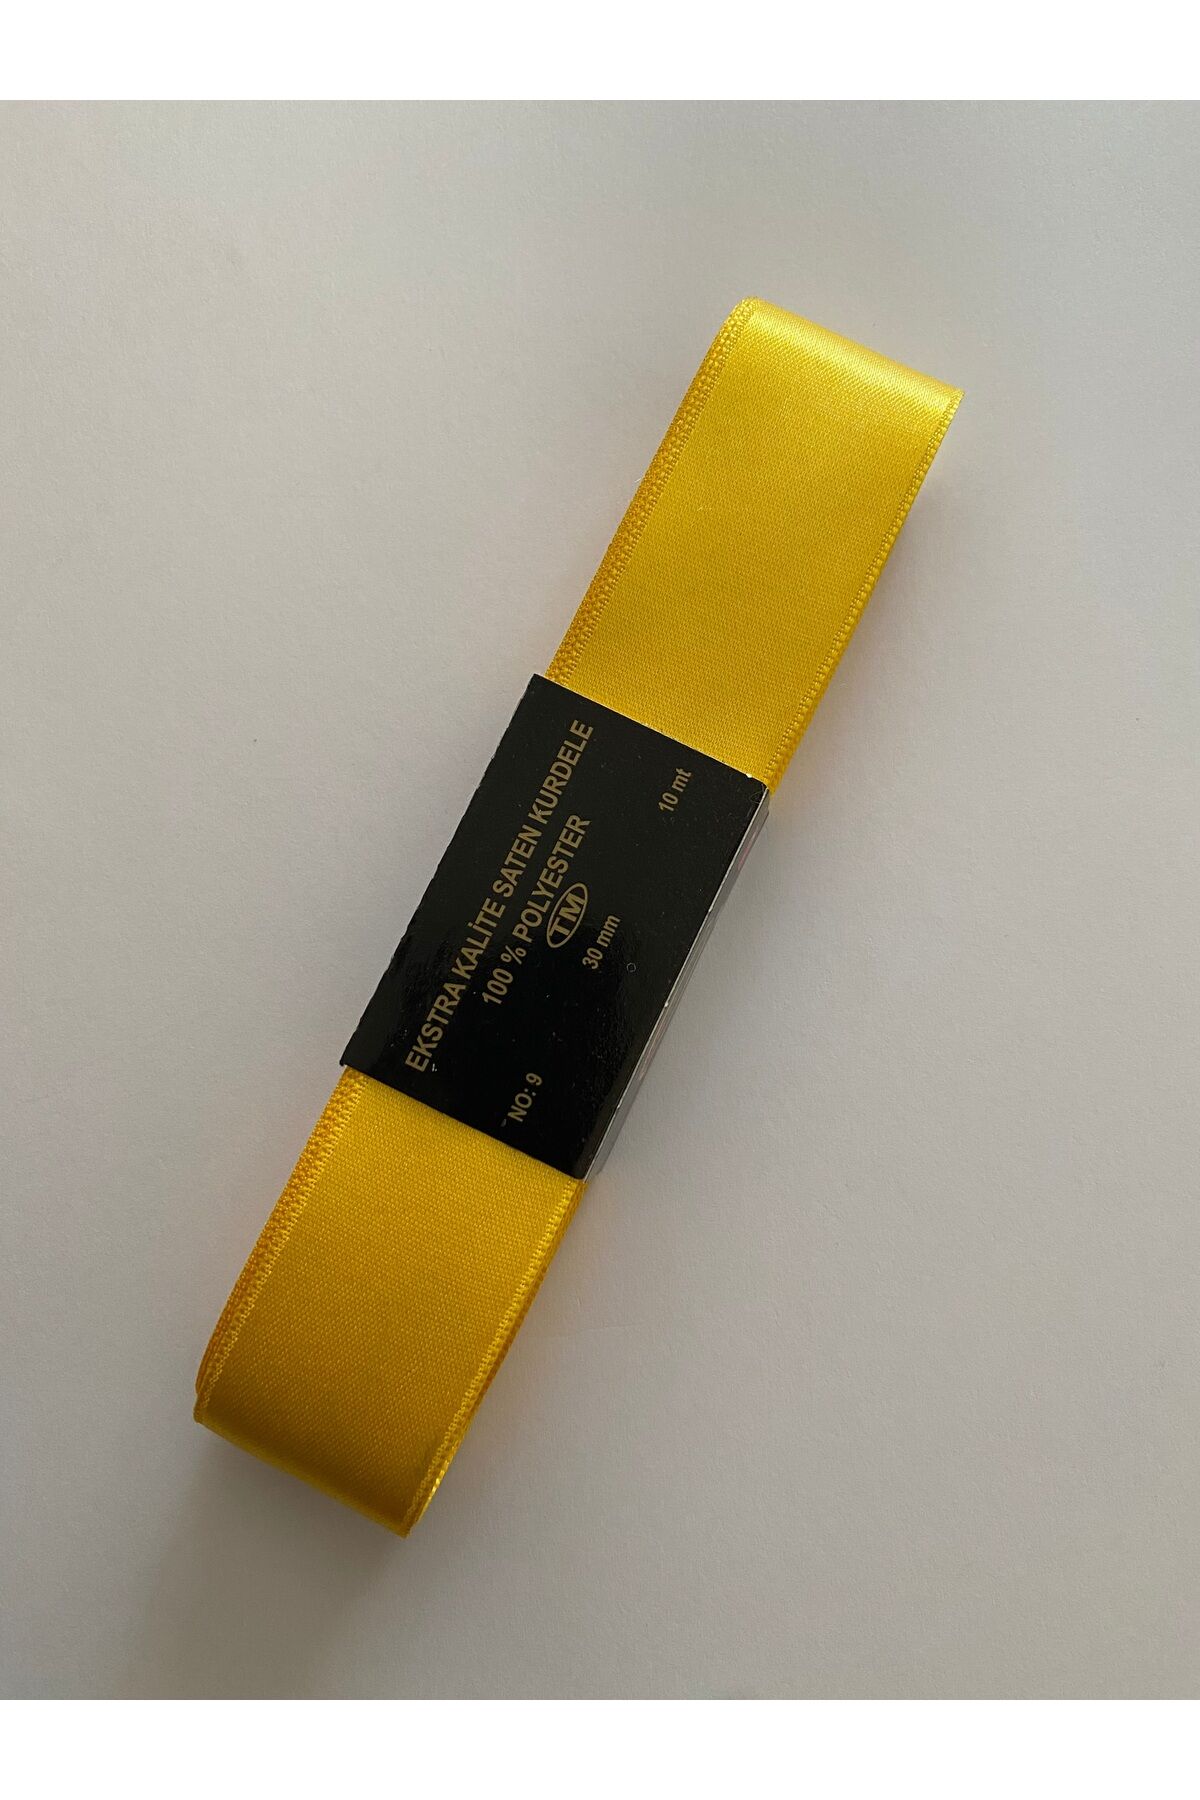 EKSTRA KALİTE SATEN KURDELE
100 % POLYESTER
TM
NO: 9
30 mm
10 mt